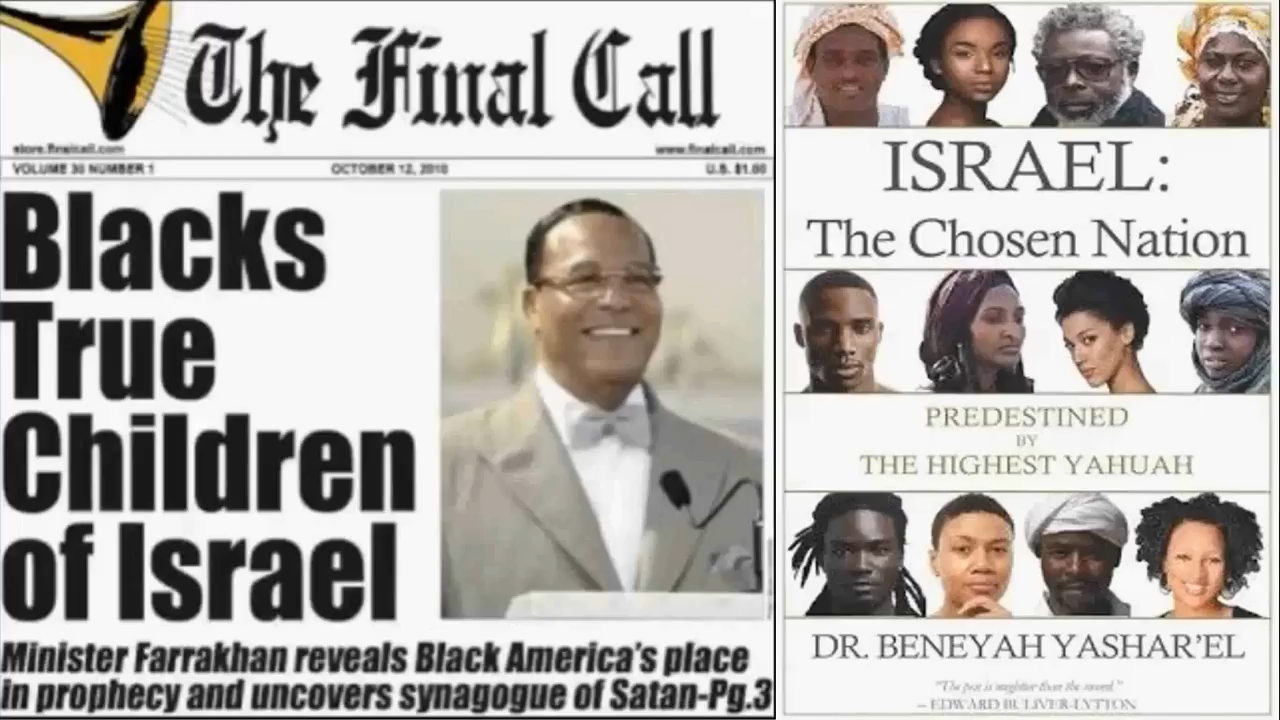 The Final Call
store.finalcall.com
www.finalcall.com
VOLUME 30 NUMBER 1
OCTOBER 12, 2010
U.S. $1.00
Blacks
True
Children
of Israel
Minister Farrakhan reveals Black America's place
in prophecy and uncovers synagogue of Satan-Pg.3
ISRAEL:
The Chosen Nation
PREDESTINED
BY
THE HIGHEST YAHUAH
DR. BENEYAH YASHAR'EL
"The pen is mightier than the sword."
– EDWARD BULWER-LYTTON